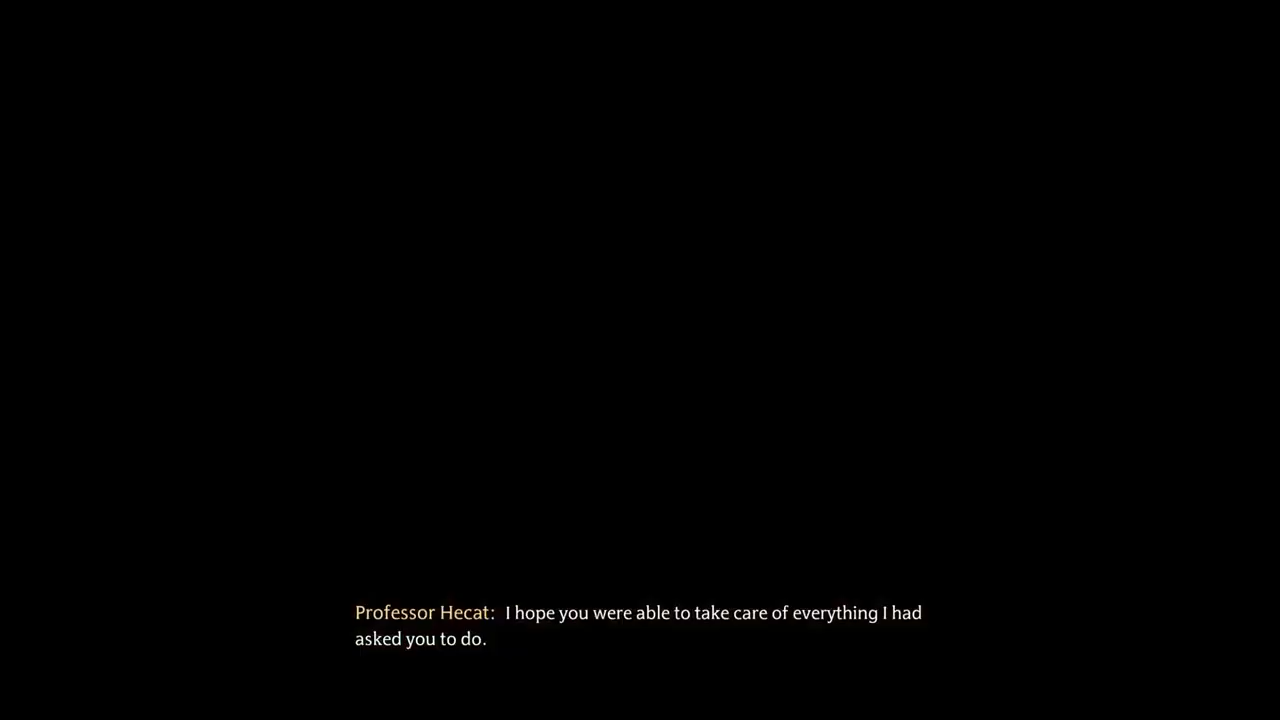 Professor Hecat: I hope you were able to take care of everything I had
asked you to do.